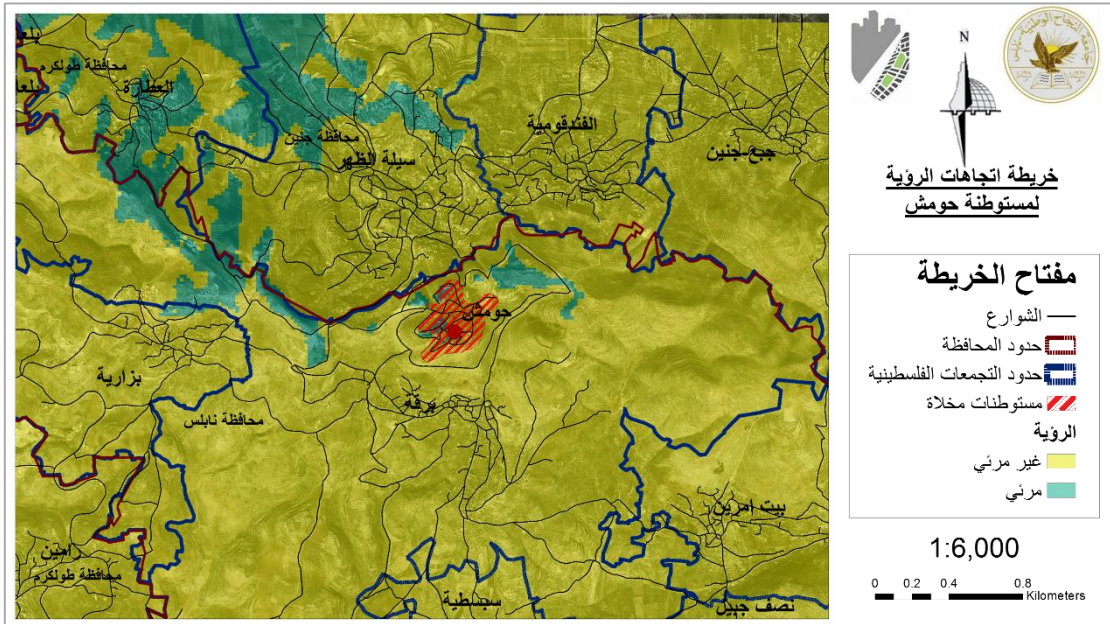 خريطة اتجاهات الرؤية
لمستوطنة حومش
N
مفتاح الخريطة
الشوارع
حدود المحافظة
حدود التجمعات الفلسطينية
مستوطنات مخلاة
الرؤية
غير مرئي
مرئي
1:6,000
0 0.2 0.4 0.8
Kilometers
بلعا
محافظة طولكرم
بلعا
العطارة
محافظة جنين
سيلة الظهر
الفندقومية
جبع-جنين
حومش
بزارية
برقة
محافظة نابلس
بيت امرين
رامين
محافظة طولكرم
سبسطية
نصف جبيل